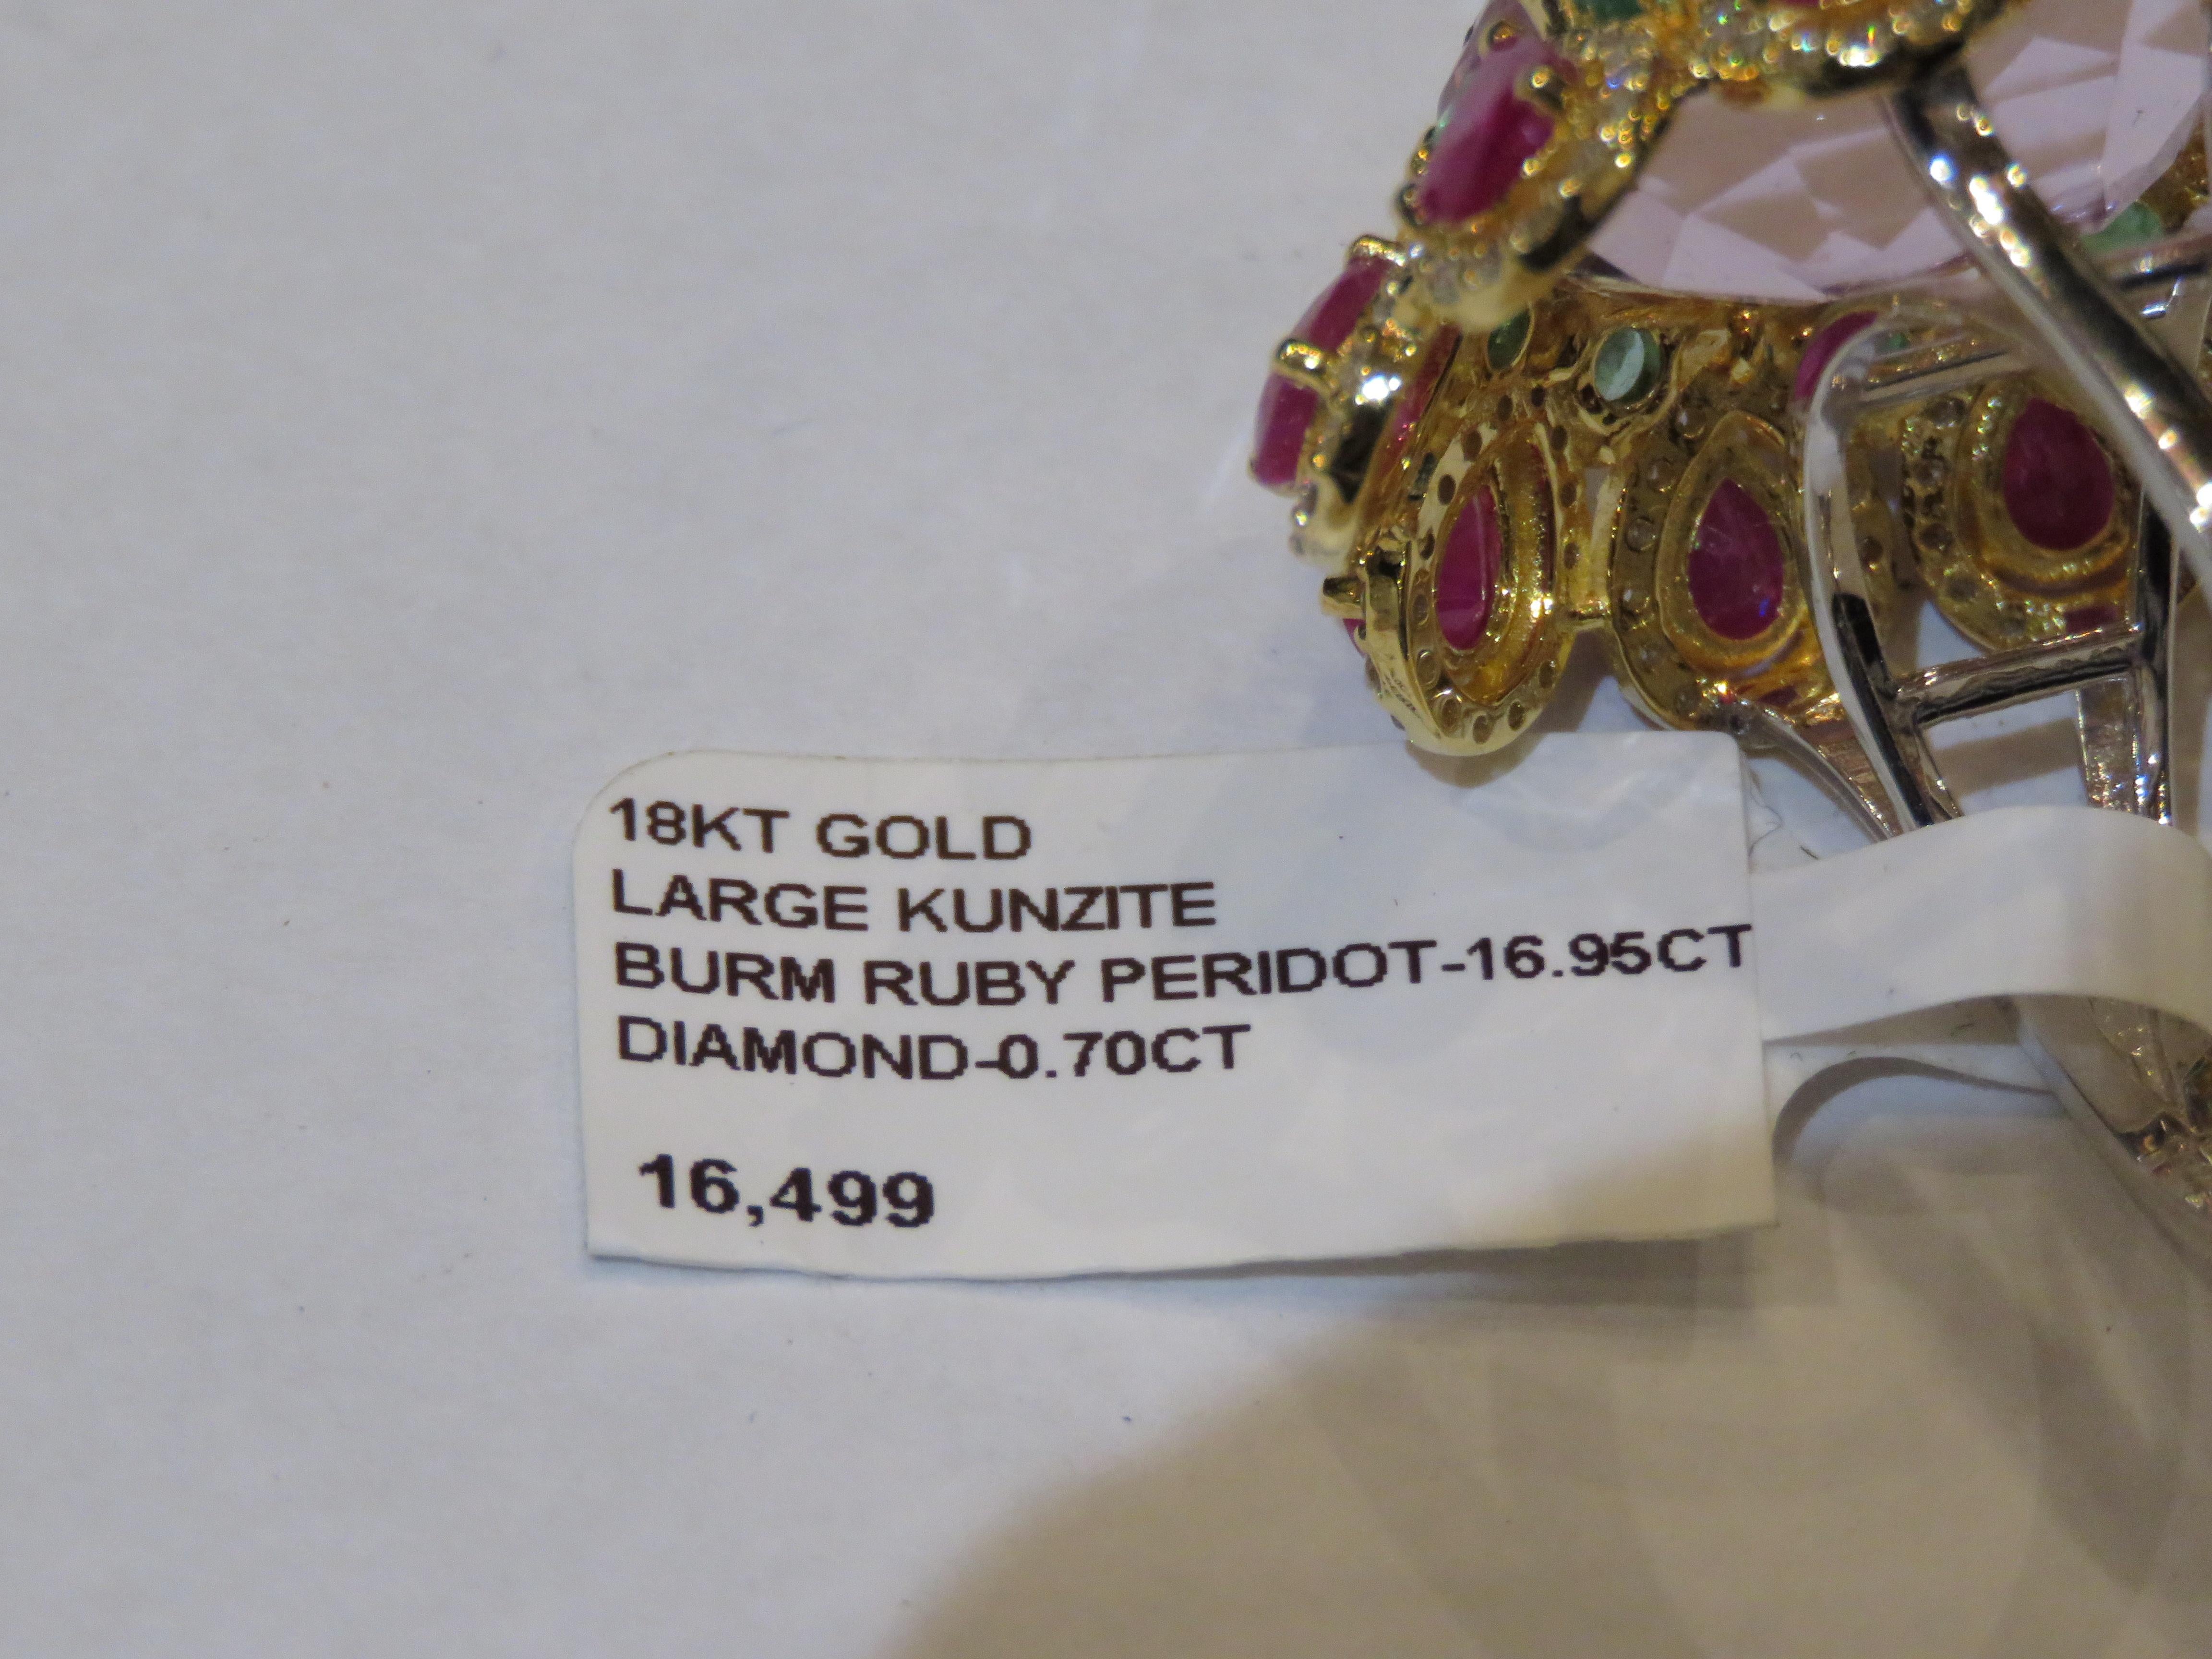 18KT GOLD
LARGE KUNZITE
BURM RUBY PERIDOT-16.95CT
DIAMOND-0.70CT
16,499